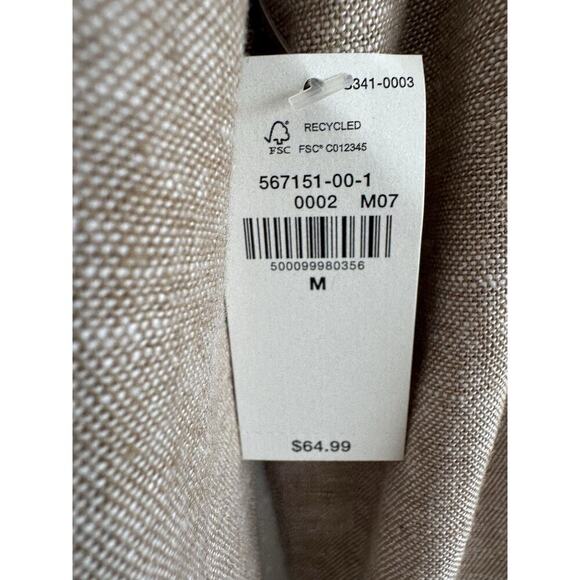 341-0003
RECYCLED
FSC
FSC® C012345
567151-00-1
0002 M07
500099980356
M
$64.99